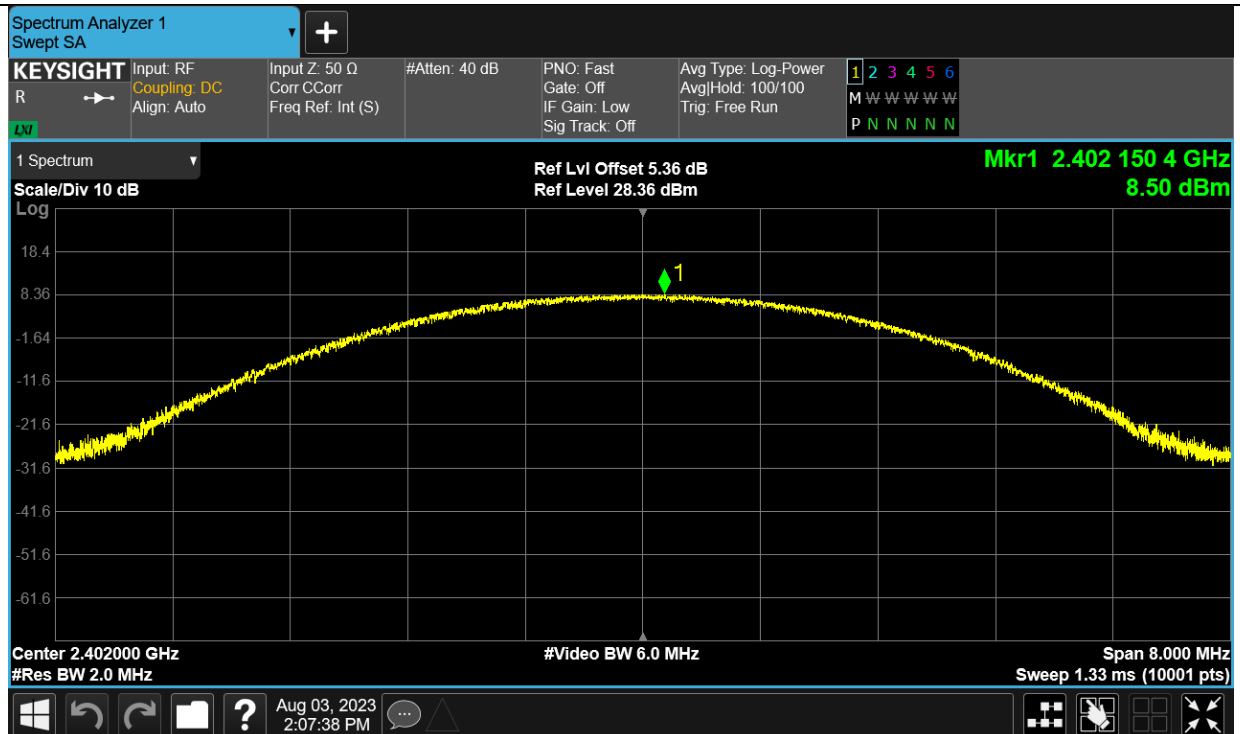 Spectrum Analyzer 1
Swept SA
+
KEYSIGHT
R
LXI
Input: RF
Coupling: DC
Align: Auto
Input Z: 50 Ω
Corr CCorr
Freq Ref: Int (S)
#Atten: 40 dB
PNO: Fast
Gate: Off
IF Gain: Low
Sig Track: Off
Avg Type: Log-Power
Avg|Hold: 100/100
Trig: Free Run
1 2 3 4 5 6
M W W W W W
P N N N N N
1 Spectrum
Scale/Div 10 dB
Log
Ref Lvl Offset 5.36 dB
Ref Level 28.36 dBm
Mkr1 2.402 150 4 GHz
8.50 dBm
18.4
8.36
-1.64
-11.6
-21.6
-31.6
-41.6
-51.6
-61.6
1
Center 2.402000 GHz
#Res BW 2.0 MHz
#Video BW 6.0 MHz
Span 8.000 MHz
Sweep 1.33 ms (10001 pts)
?
Aug 03, 2023
2:07:38 PM